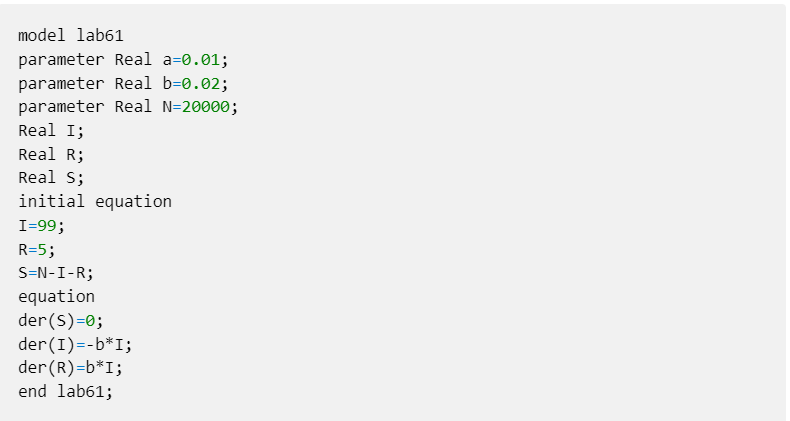 model lab61
parameter Real a=0.01;
parameter Real b=0.02;
parameter Real N=20000;
Real I;
Real R;
Real S;
initial equation
I=99;
R=5;
S=N-I-R;
equation
der(S)=0;
der(I)=-b*I;
der(R)=b*I;
end lab61;